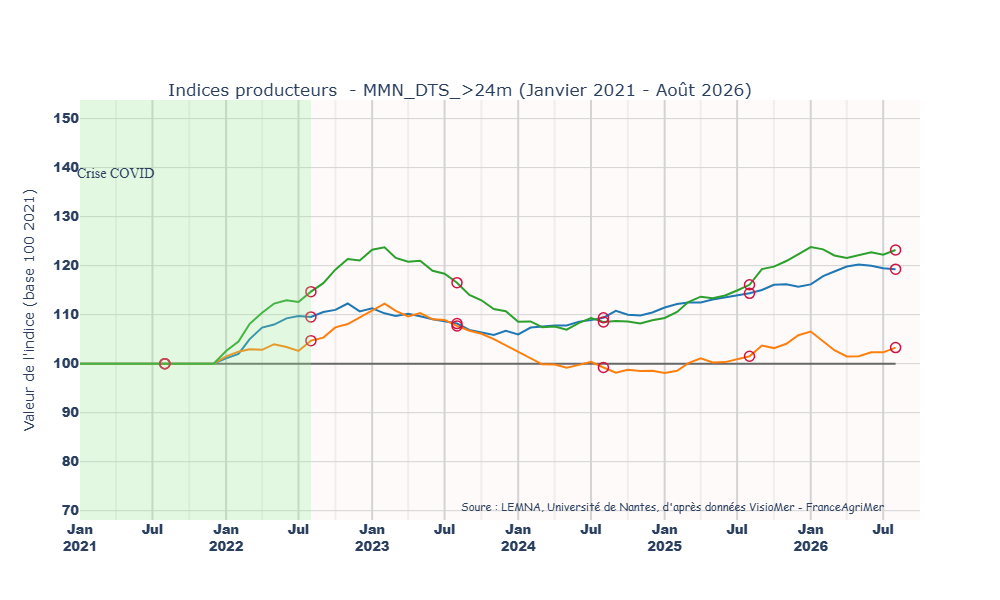 Indices producteurs - MMN_DTS_>24m (Janvier 2021 - Août 2026)
Valeur de l'indice (base 100 2021)
150
140
130
120
110
100
90
80
70
Crise COVID
Soure : LEMNA, Université de Nantes, d'après données VisioMer - FranceAgriMer
Jan Jul Jan Jul Jan Jul Jan Jul Jan Jul Jan Jul
2021 2022 2023 2024 2025 2026